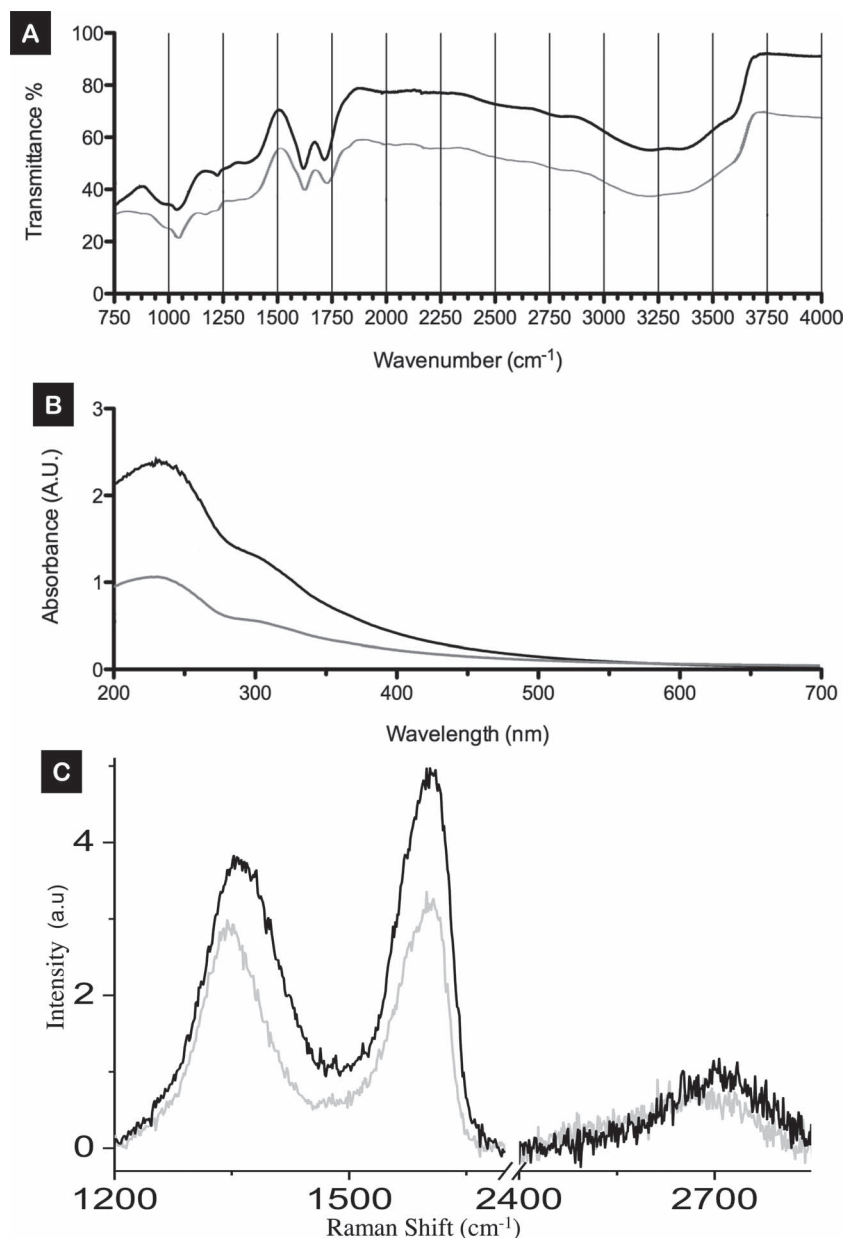 A
100
80
60
40
20
0
Transmittance %
750 1000 1250 1500 1750 2000 2250 2500 2750 3000 3250 3500 3750 4000
Wavenumber (cm-1)
B
3
2
1
0
Absorbance (A.U.)
200 300 400 500 600 700
Wavelength (nm)
C
4
2
0
Intensity (a.u)
1200 1500 2400 2700
Raman Shift (cm-1)